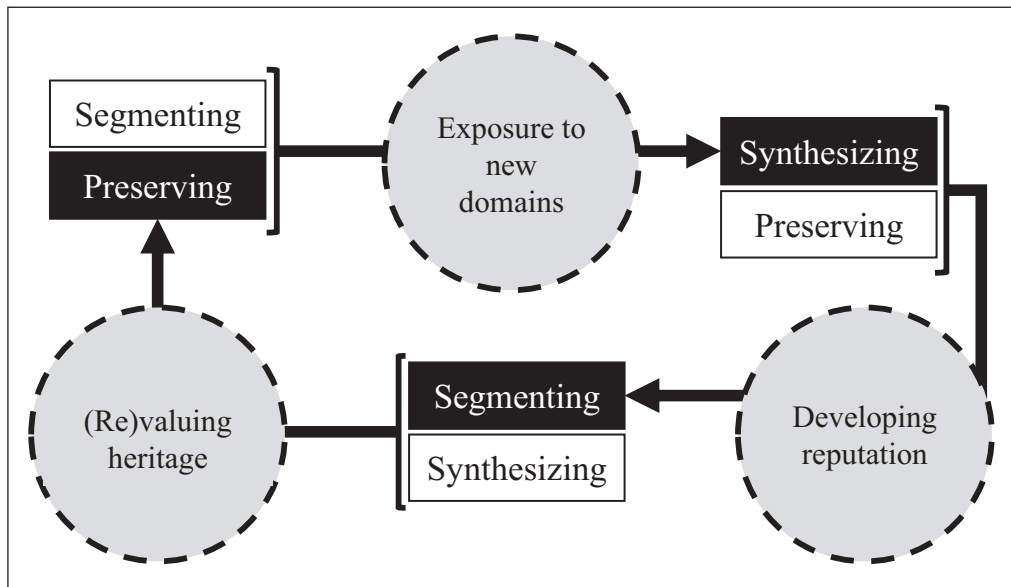 Segmenting
Preserving
Exposure to
new
domains
Synthesizing
Preserving
(Re)valuing
heritage
Segmenting
Synthesizing
Developing
reputation